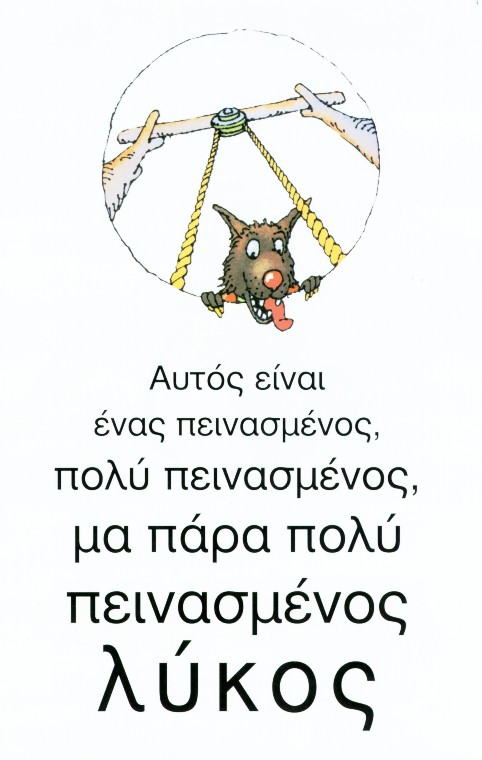 Αυτός είναι
ένας πεινασμένος,
πολύ πεινασμένος,
μα πάρα πολύ
πεινασμένος
λύκος